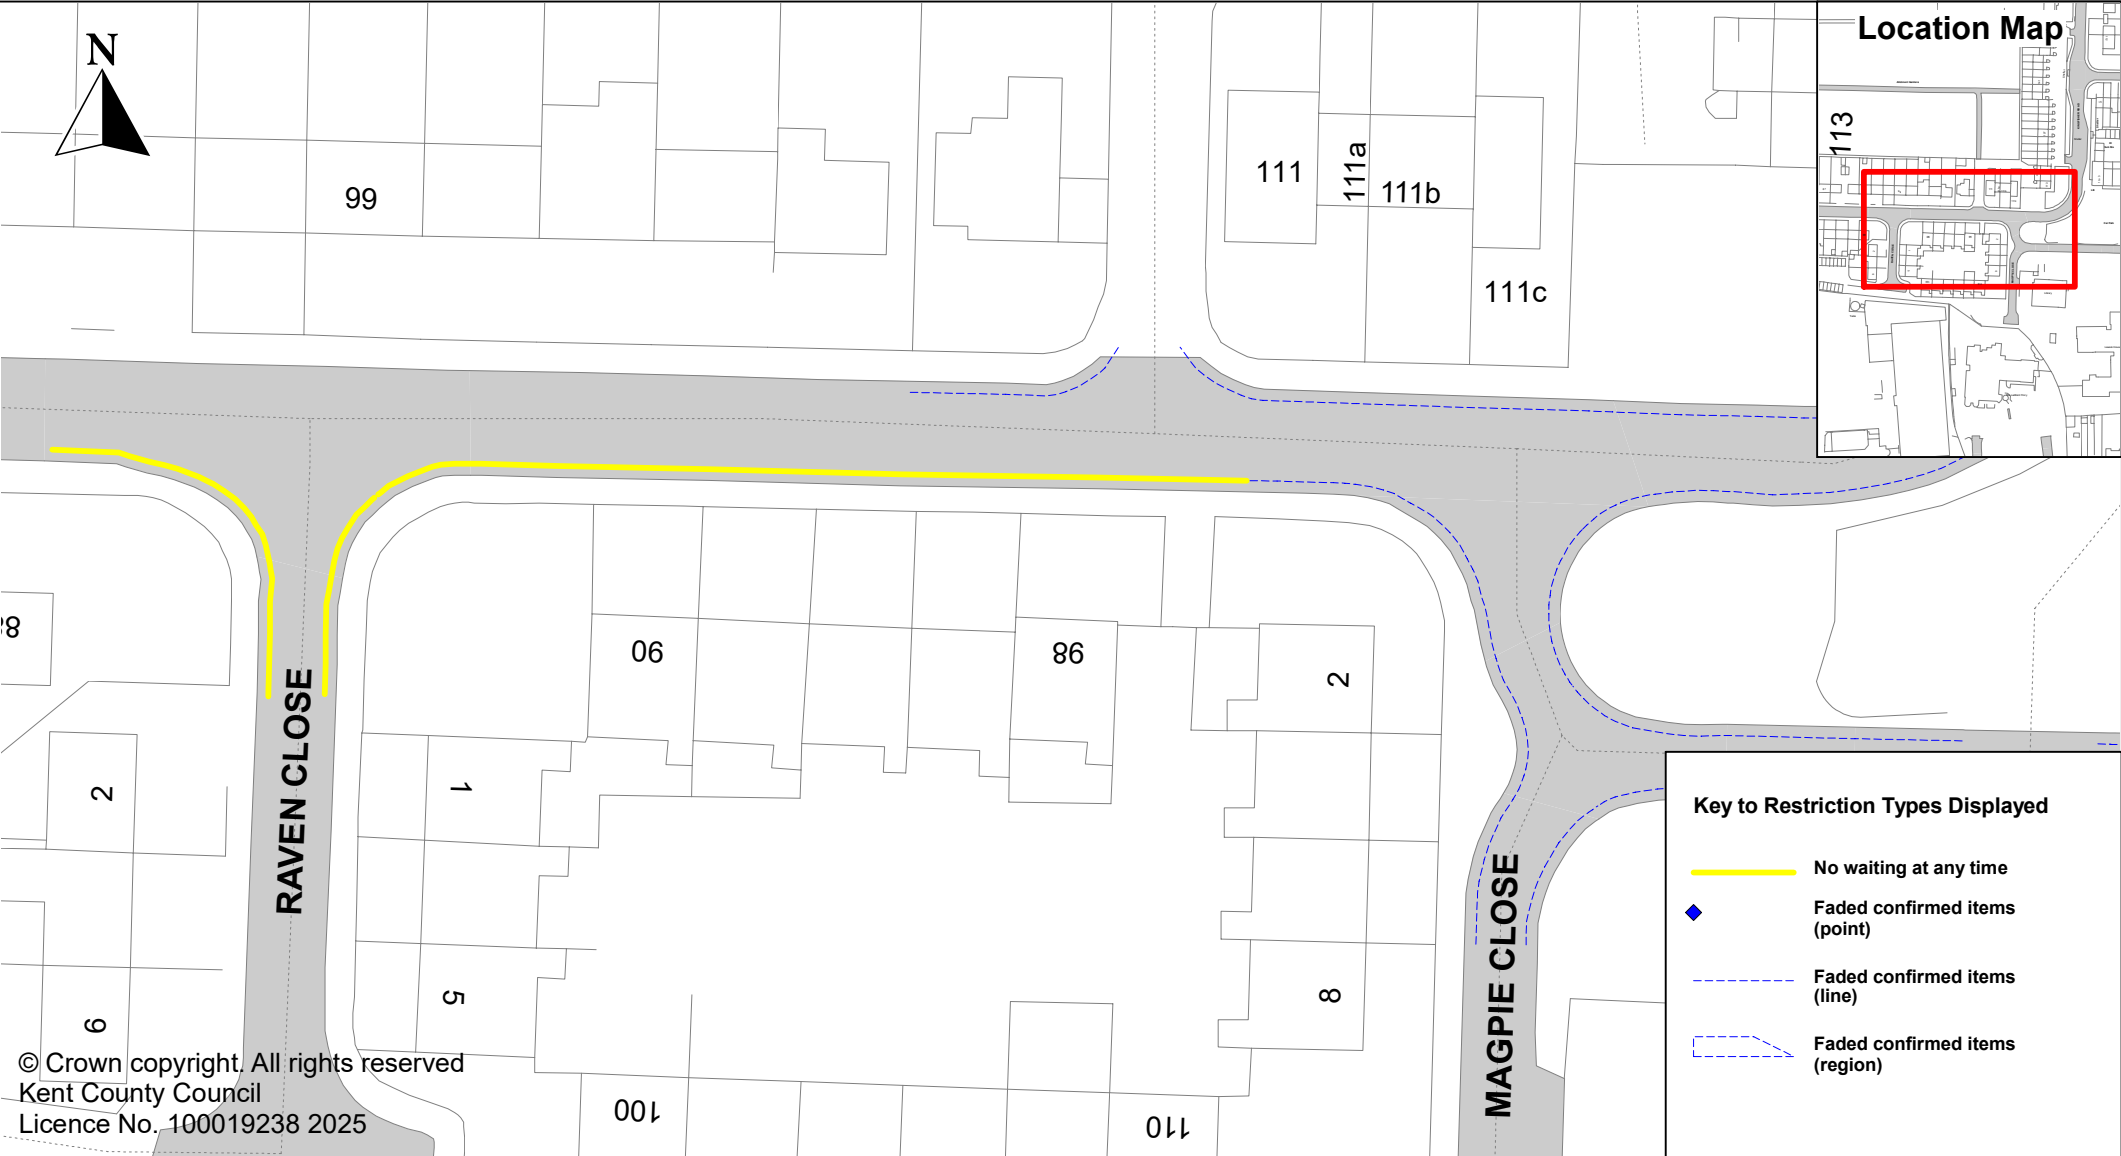 N
Location Map
113
99
111
111a
111b
111c
90
98
2
2
1
RAVEN CLOSE
5
8
6
MAGPIE CLOSE
100
110
Key to Restriction Types Displayed
No waiting at any time
Faded confirmed items
(point)
Faded confirmed items
(line)
Faded confirmed items
(region)
© Crown copyright. All rights reserved
Kent County Council
Licence No. 100019238 2025